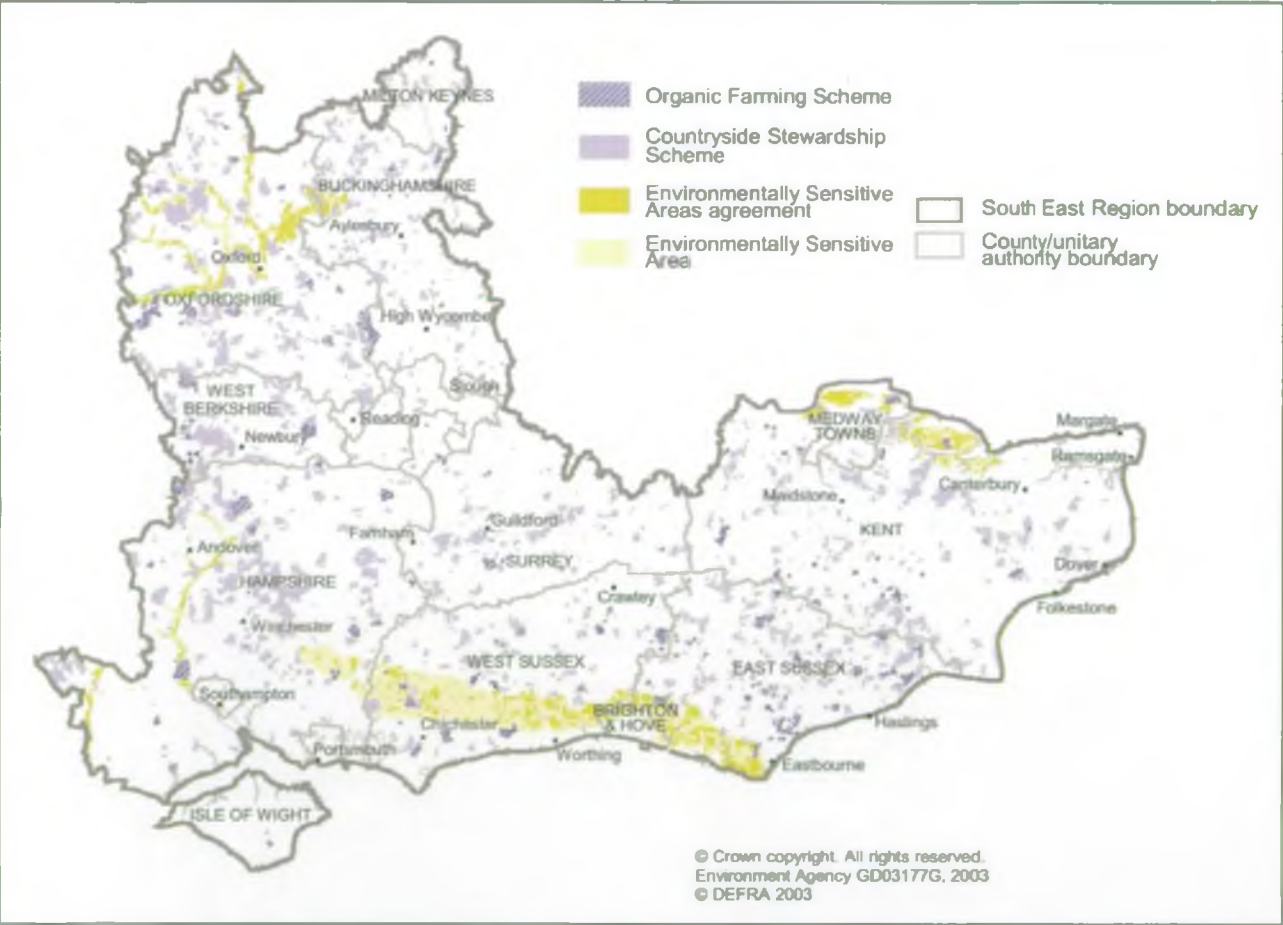 Organic Farming Scheme
Countryside Stewardship
Scheme
Environmentally Sensitive
Areas agreement
Environmentally Sensitive
Area
South East Region boundary
County/unitary
authority boundary
MILTON KEYNES
BUCKINGHAMSHIRE
Aylesbury
Oxford
OXFORDSHIRE
High Wycombe
WEST
BERKSHIRE
Slough
Reading
Newbury
MEDWAY
TOWNS
Margate
Ramsgate
Maidstone
Canterbury
KENT
Dover
Folkestone
Andover
Farnham
Guildford
SURREY
HAMPSHIRE
Crawley
Winchester
WEST SUSSEX
EAST SUSSEX
Southampton
BRIGHTON
& HOVE
Chichester
Hastings
Portsmouth
Worthing
Eastbourne
ISLE OF WIGHT
© Crown copyright. All rights reserved.
Environment Agency GD03177G, 2003
© DEFRA 2003